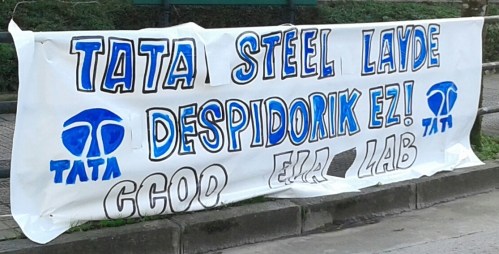 TATA STEEL LAYDE
DESPIDORIK EZ!
TATA
TATA
CCOO ELA LAB